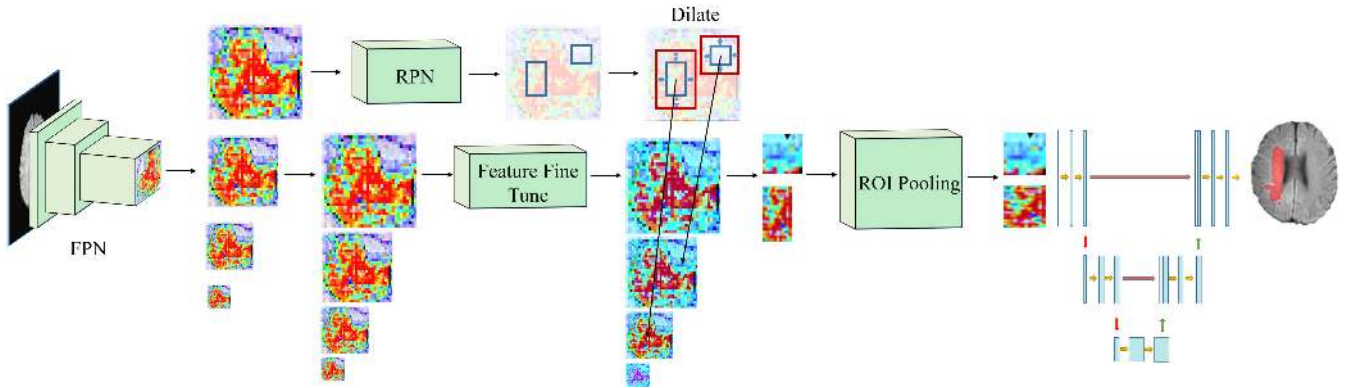 Dilate
RPN
FPN
Feature Fine
Tune
ROI Pooling